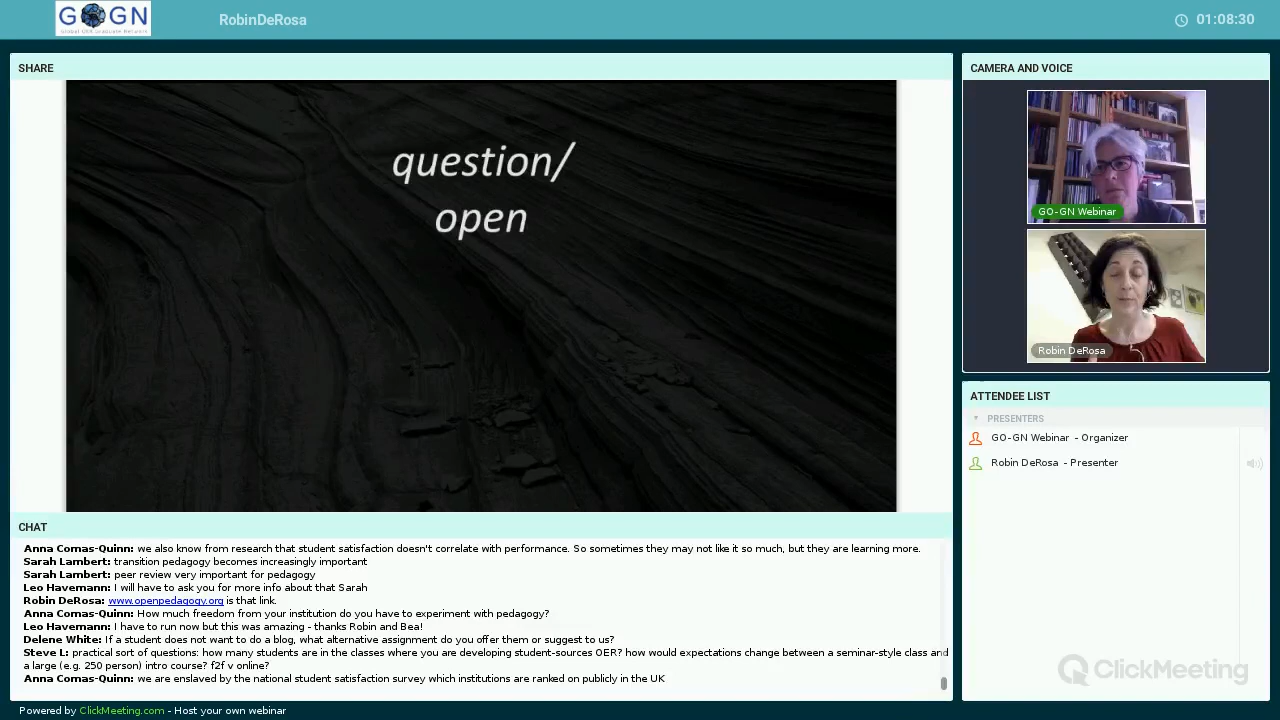 GO GN
Global OER Graduate Network
RobinDeRosa
01:08:30
SHARE
question/
open
CAMERA AND VOICE
GO-GN Webinar
Robin DeRosa
ATTENDEE LIST
PRESENTERS
GO-GN Webinar - Organizer
Robin DeRosa - Presenter
CHAT
Anna Comas-Quinn: we also know from research that student satisfaction doesn't correlate with performance. So sometimes they may not like it so much, but they are learning more.
Sarah Lambert: transition pedagogy becomes increasingly important
Sarah Lambert: peer review very important for pedagogy
Leo Havemann: I will have to ask you for more info about that Sarah
Robin DeRosa: www.openpedagogy.org is that link.
Anna Comas-Quinn: How much freedom from your institution do you have to experiment with pedagogy?
Leo Havemann: I have to run now but this was amazing - thanks Robin and Bea!
Delene White: If a student does not want to do a blog, what alternative assignment do you offer them or suggest to us?
Steve L: practical sort of questions: how many students are in the classes where you are developing student-sources OER? how would expectations change between a seminar-style class and
a large (e.g. 250 person) intro course? f2f v online?
Anna Comas-Quinn: we are enslaved by the national student satisfaction survey which institutions are ranked on publicly in the UK
ClickMeeting
Powered by ClickMeeting.com - Host your own webinar